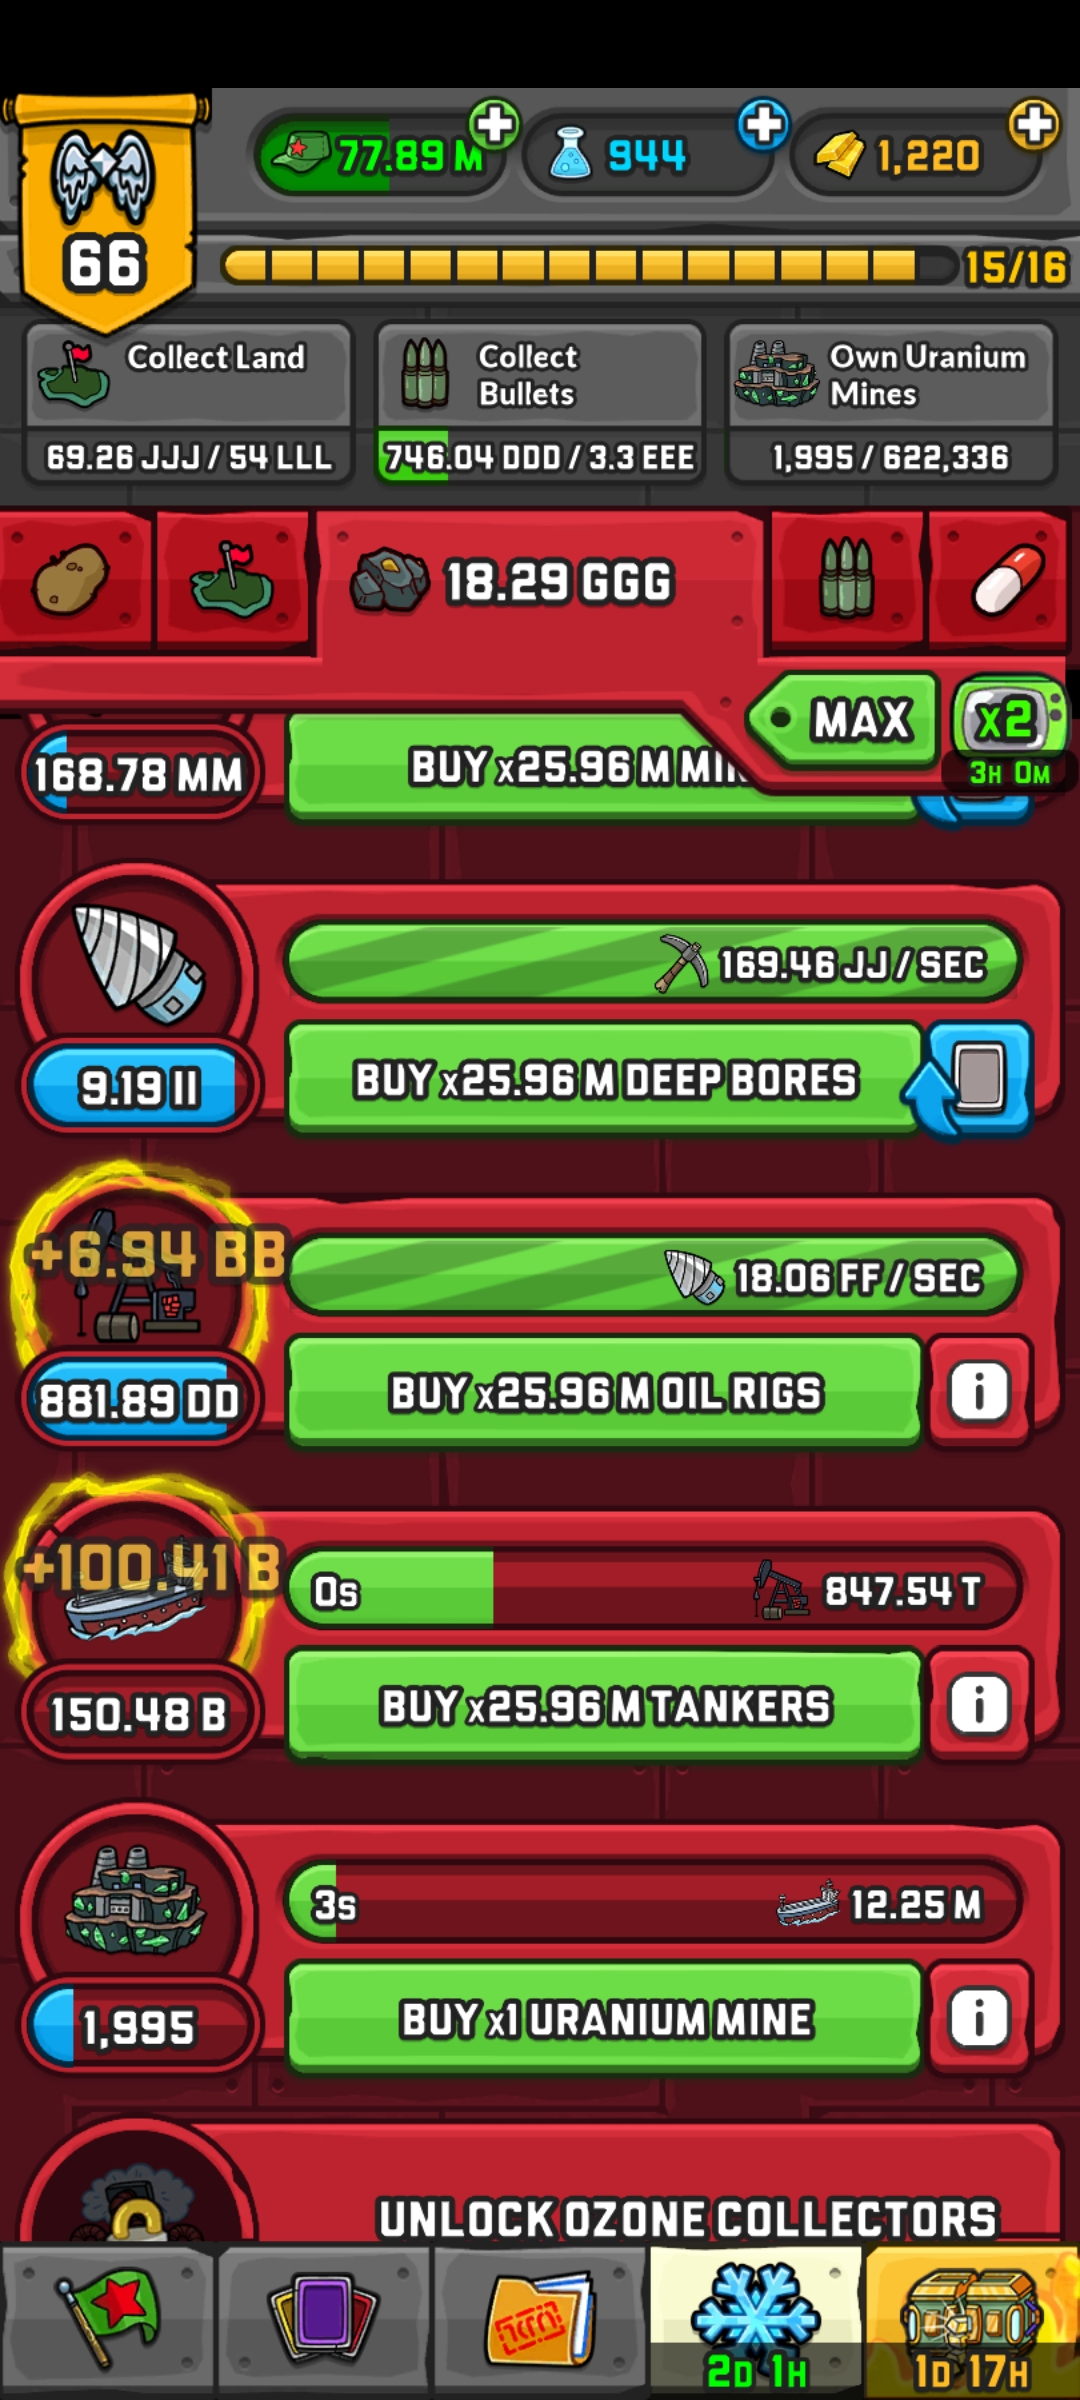 77.89 M
944
1,220
66
15/16
Collect Land
69.26 JJJ / 54 LLL
Collect
Bullets
746.04 DDD / 3.3 EEE
Own Uranium
Mines
1,995 / 622,336
18.29 GGG
MAX
x2
3H 0M
168.78 MM
BUY x25.96 M
169.46 JJ / SEC
9.19 II
BUY x25.96 M DEEP BORES
+6.94 BB
18.06 FF / SEC
881.89 DD
BUY x25.96 M OIL RIGS
i
+100.41 B
0s
847.54 T
150.48 B
BUY x25.96 M TANKERS
i
3s
12.25 M
1,995
BUY x1 URANIUM MINE
i
UNLOCK OZONE COLLECTORS
2D 1H
1D 17H